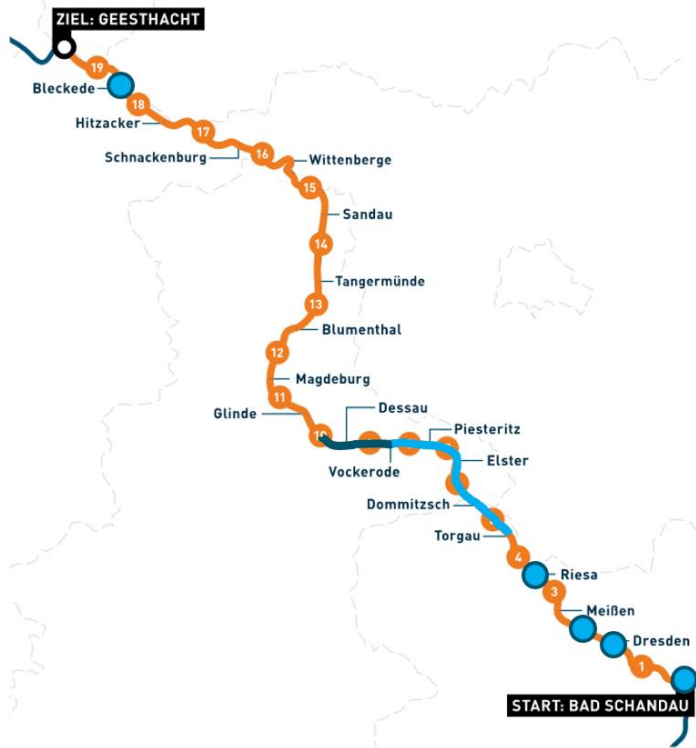 ZIEL: GEESTHACHT
19
Bleckede
18
Hitzacker
17
Schnackenburg
16
Wittenberge
15
Sandau
14
Tangermünde
13
Blumenthal
12
Magdeburg
11
Glinde
10
Dessau
Vockerode
Piesteritz
Elster
Dommitzsch
Torgau
4
Riesa
3
Meißen
Dresden
1
START: BAD SCHANDAU